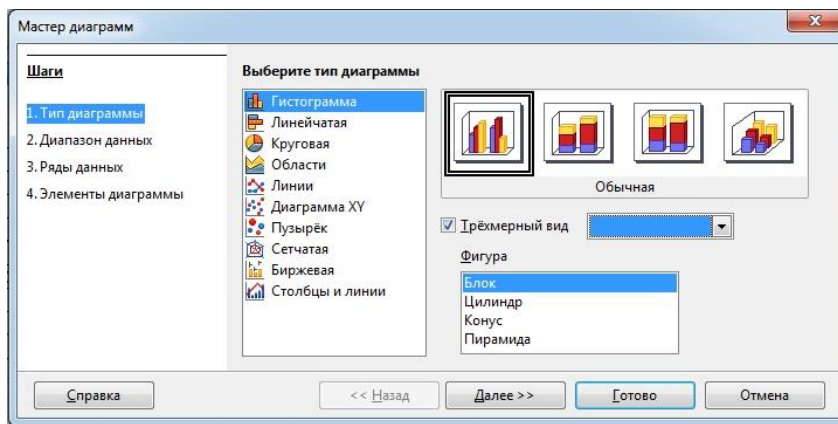 Мастер диаграмм
Шаги
1. Тип диаграммы
2. Диапазон данных
3. Ряды данных
4. Элементы диаграммы
Выберите тип диаграммы
Гистограмма
Линейчатая
Круговая
Области
Линии
Диаграмма XY
Пузырёк
Сетчатая
Биржевая
Столбцы и линии
Обычная
Трёхмерный вид
Фигура
Блок
Цилиндр
Конус
Пирамида
Справка
<< Назад
Далее >>
Готово
Отмена